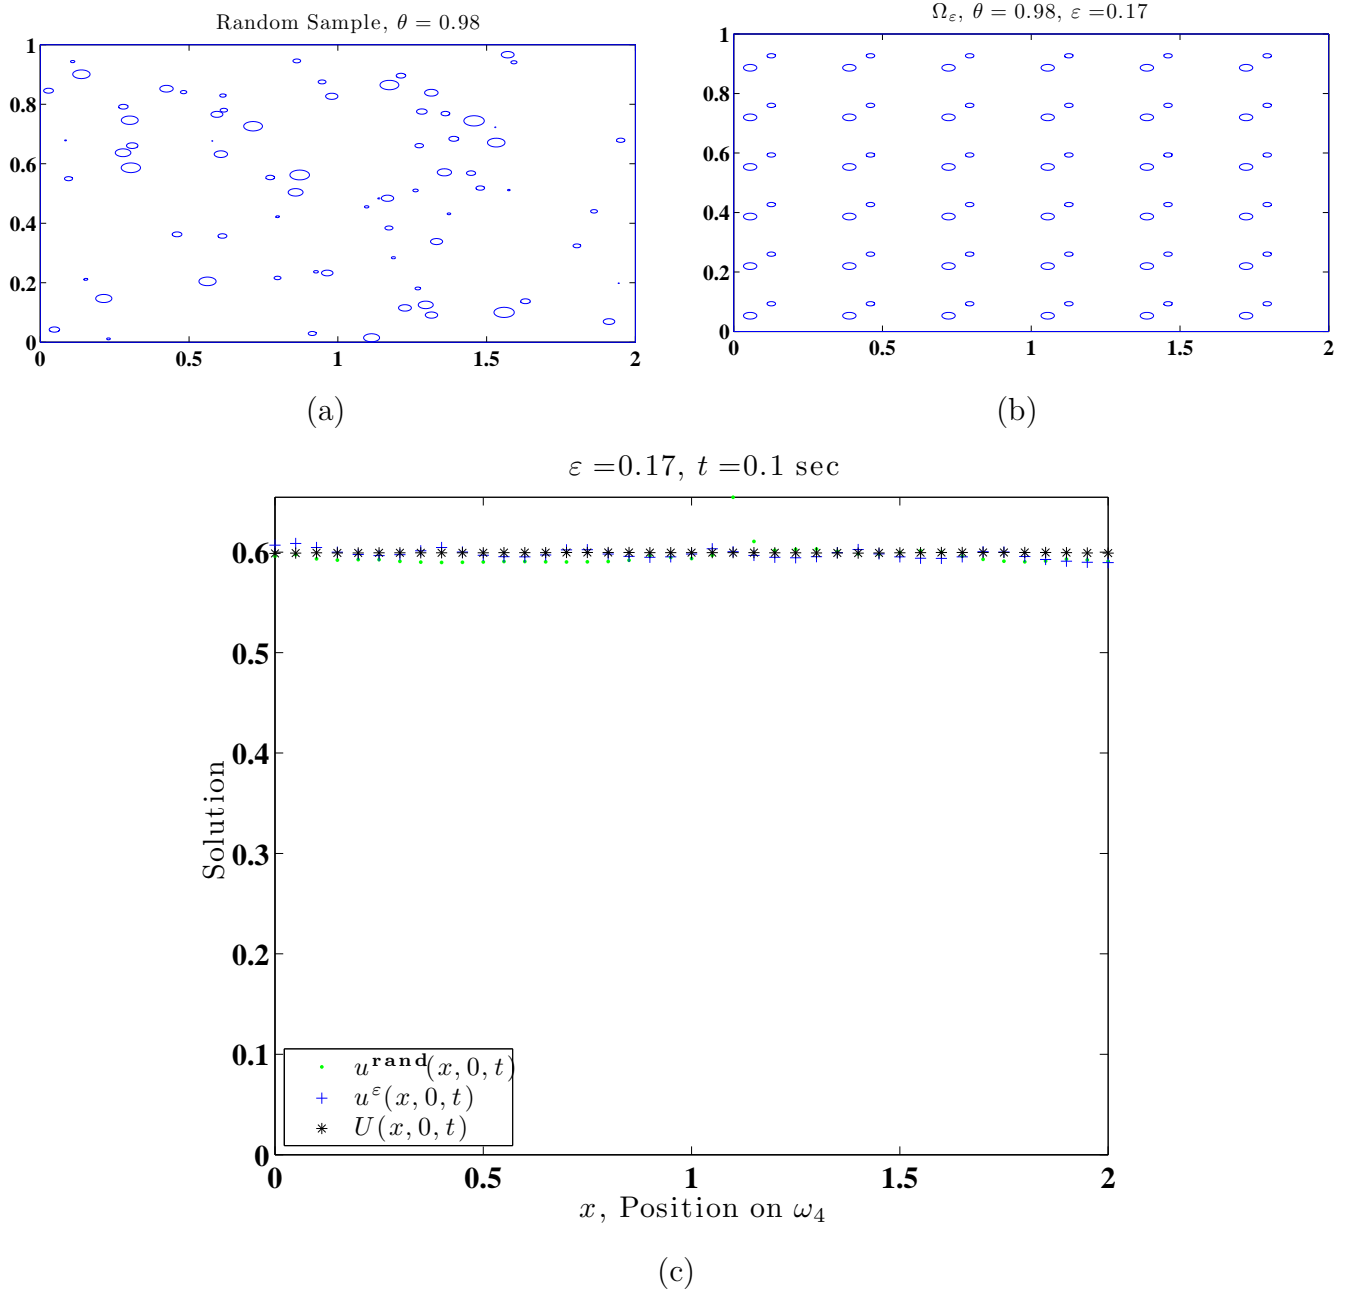 Random Sample, θ = 0.98
1
0.8
0.6
0.4
0.2
0
0 0.5 1 1.5 2
(a)
Ω_ε, θ = 0.98, ε =0.17
1
0.8
0.6
0.4
0.2
0
0 0.5 1 1.5 2
(b)
ε =0.17, t =0.1 sec
0.6
0.5
0.4
0.3
0.2
0.1
0
Solution
u^rand(x, 0, t)
u^ε(x, 0, t)
U(x, 0, t)
0 0.5 1 1.5 2
x, Position on ω_4
(c)